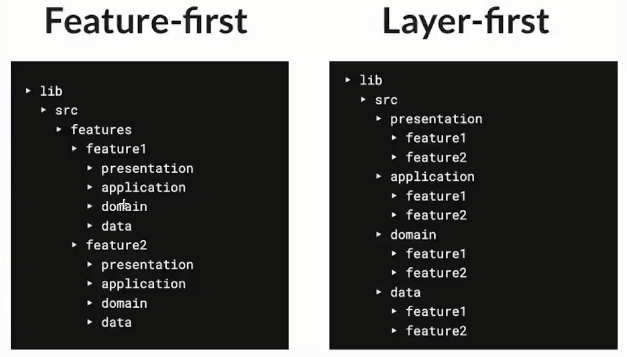 Feature-first
lib
src
features
feature1
presentation
application
domain
data
feature2
presentation
application
domain
data
Layer-first
lib
src
presentation
feature1
feature2
application
feature1
feature2
domain
feature1
feature2
data
feature1
feature2